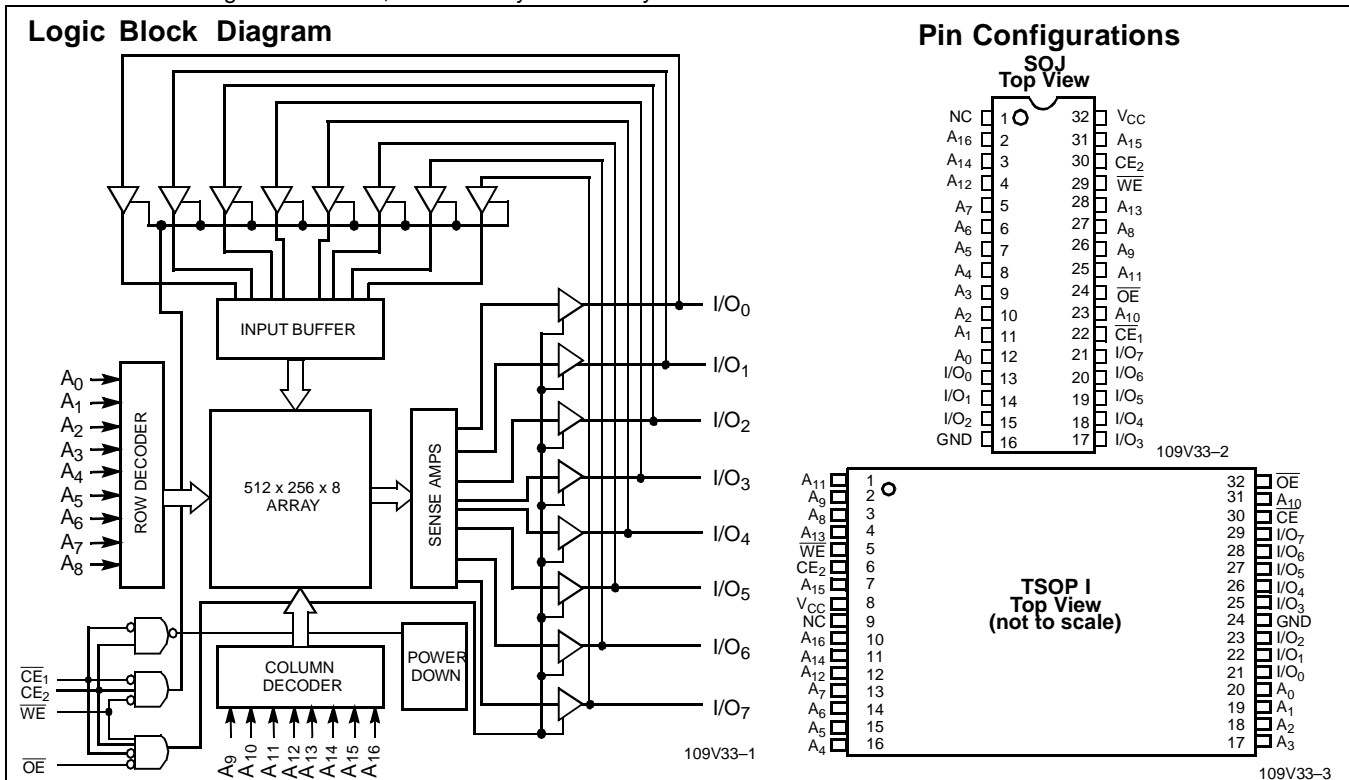 Logic Block Diagram
INPUT BUFFER
A0
A1
A2
A3
A4
A5
A6
A7
A8
ROW DECODER
512 x 256 x 8
ARRAY
SENSE AMPS
I/O0
I/O1
I/O2
I/O3
I/O4
I/O5
I/O6
I/O7
COLUMN
DECODER
POWER
DOWN
CE1
CE2
WE
OE
A9
A10
A11
A12
A13
A14
A15
A16
109V33–1
Pin Configurations
SOJ
Top View
NC 1 32 VCC
A16 2 31 A15
A14 3 30 CE2
A12 4 29 WE
A7 5 28 A13
A6 6 27 A8
A5 7 26 A9
A4 8 25 A11
A3 9 24 OE
A2 10 23 A10
A1 11 22 CE1
A0 12 21 I/O7
I/O0 13 20 I/O6
I/O1 14 19 I/O5
I/O2 15 18 I/O4
GND 16 17 I/O3
109V33–2
TSOP I
Top View
(not to scale)
A11 1 32 OE
A9 2 31 A10
A8 3 30 CE
A13 4 29 I/O7
WE 5 28 I/O6
CE2 6 27 I/O5
A15 7 26 I/O4
VCC 8 25 I/O3
NC 9 24 GND
A16 10 23 I/O2
A14 11 22 I/O1
A12 12 21 I/O0
A7 13 20 A0
A6 14 19 A1
A5 15 18 A2
A4 16 17 A3
109V33–3